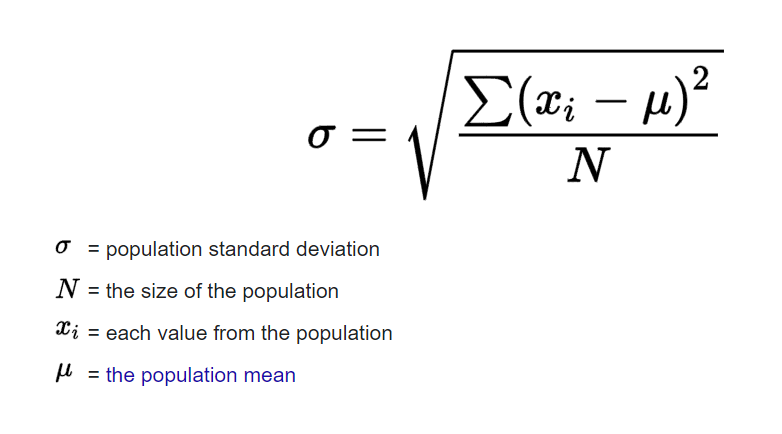 σ = √(∑(xᵢ − μ)² / N)
σ = population standard deviation
N = the size of the population
xᵢ = each value from the population
μ = the population mean